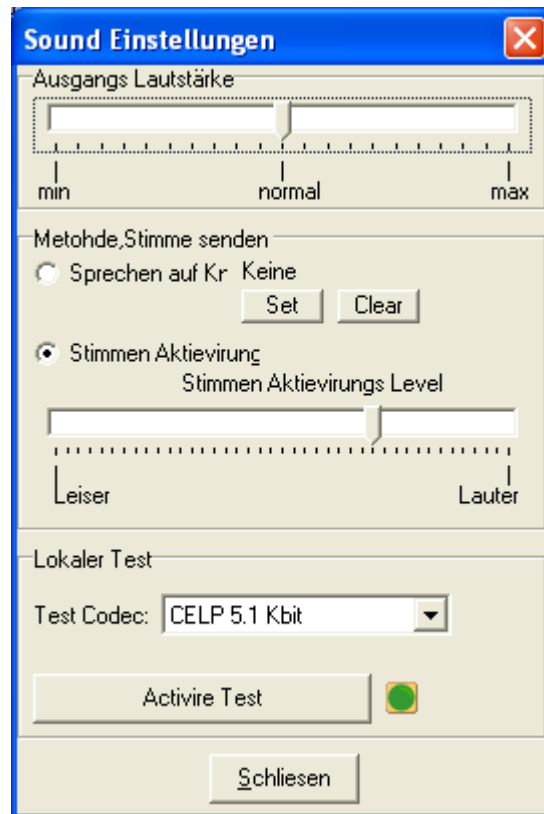 Sound Einstellungen
Ausgangs Lautstärke
min normal max
Metohde,Stimme senden
Sprechen auf Kr Keine
Set Clear
Stimmen Aktievirung
Stimmen Aktievirungs Level
Leiser Lauter
Lokaler Test
Test Codec: CELP 5.1 Kbit
Activire Test
Schliesen